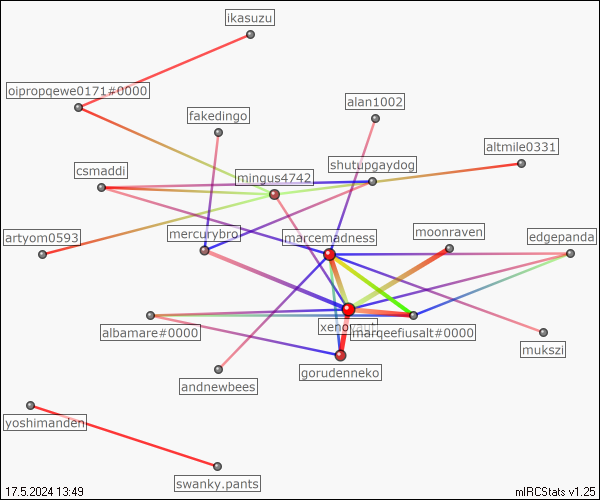 ikasuzu
oipropqewe0171#0000
alan1002
fakedingo
altmile0331
shutupgaydog
csmaddi
mingus4742
moonraven
artyom0593
mercurybro
marcemadness
edgepanda
xenovaut
albamare#0000
marqeefiusalt#0000
mukszi
gorudenneko
andnewbees
yoshimanden
swanky.pants
17.5.2024 13:49
mIRCStats v1.25